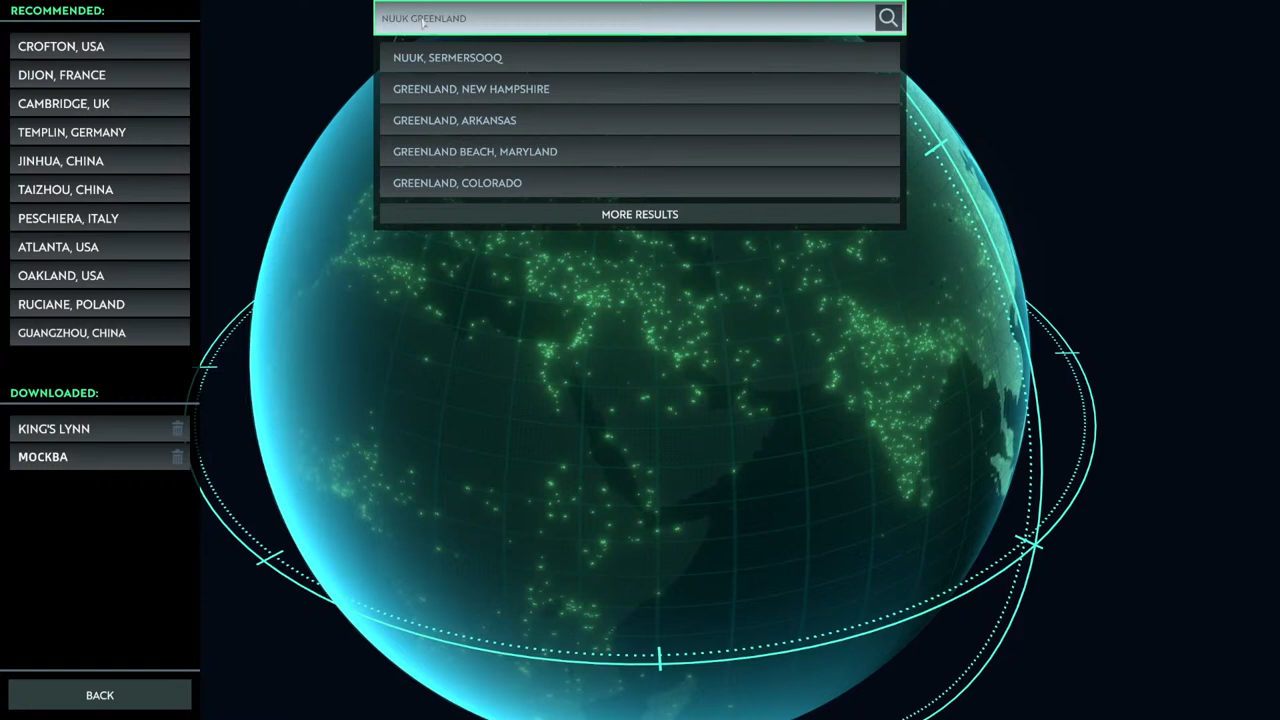 RECOMMENDED:
CROFTON, USA
DIJON, FRANCE
CAMBRIDGE, UK
TEMPLIN, GERMANY
JINHUA, CHINA
TAIZHOU, CHINA
PESCHIERA, ITALY
ATLANTA, USA
OAKLAND, USA
RUCIANE, POLAND
GUANGZHOU, CHINA
DOWNLOADED:
KING'S LYNN
МОСКВА
BACK
NUUK GREENLAND
NUUK, SERMERSOOQ
GREENLAND, NEW HAMPSHIRE
GREENLAND, ARKANSAS
GREENLAND BEACH, MARYLAND
GREENLAND, COLORADO
MORE RESULTS